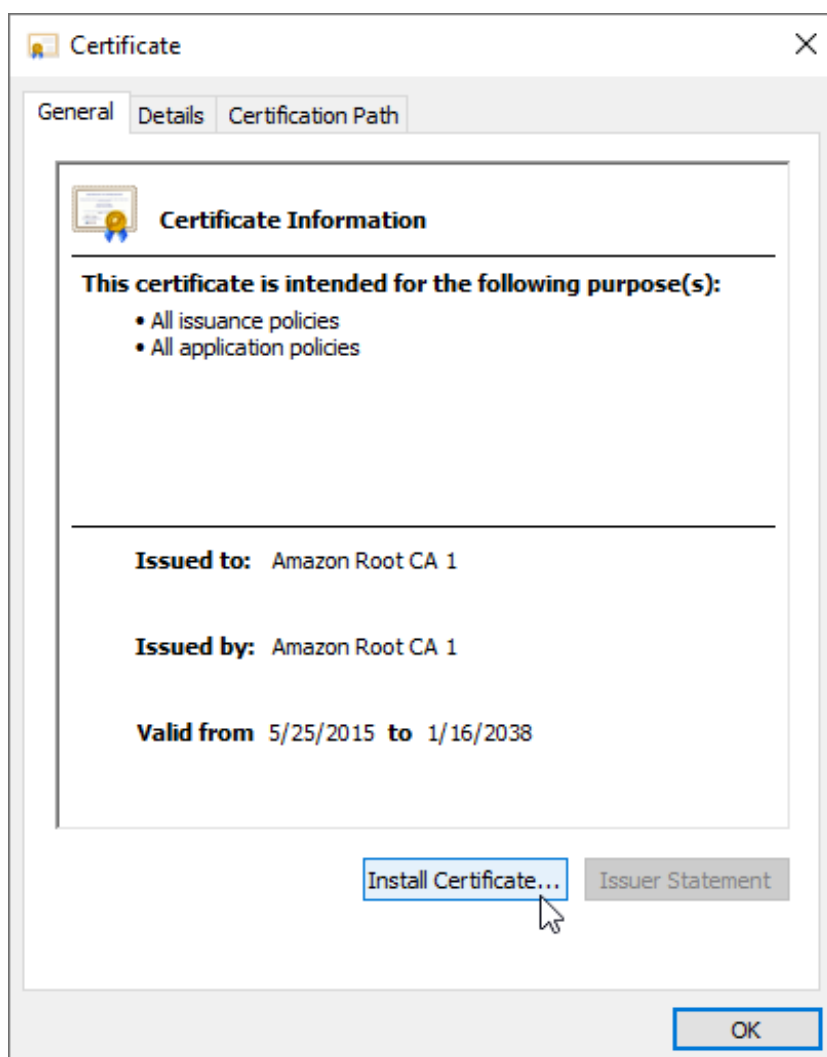 Certificate
General Details Certification Path
Certificate Information
This certificate is intended for the following purpose(s):
• All issuance policies
• All application policies
Issued to: Amazon Root CA 1
Issued by: Amazon Root CA 1
Valid from 5/25/2015 to 1/16/2038
Install Certificate... Issuer Statement
OK